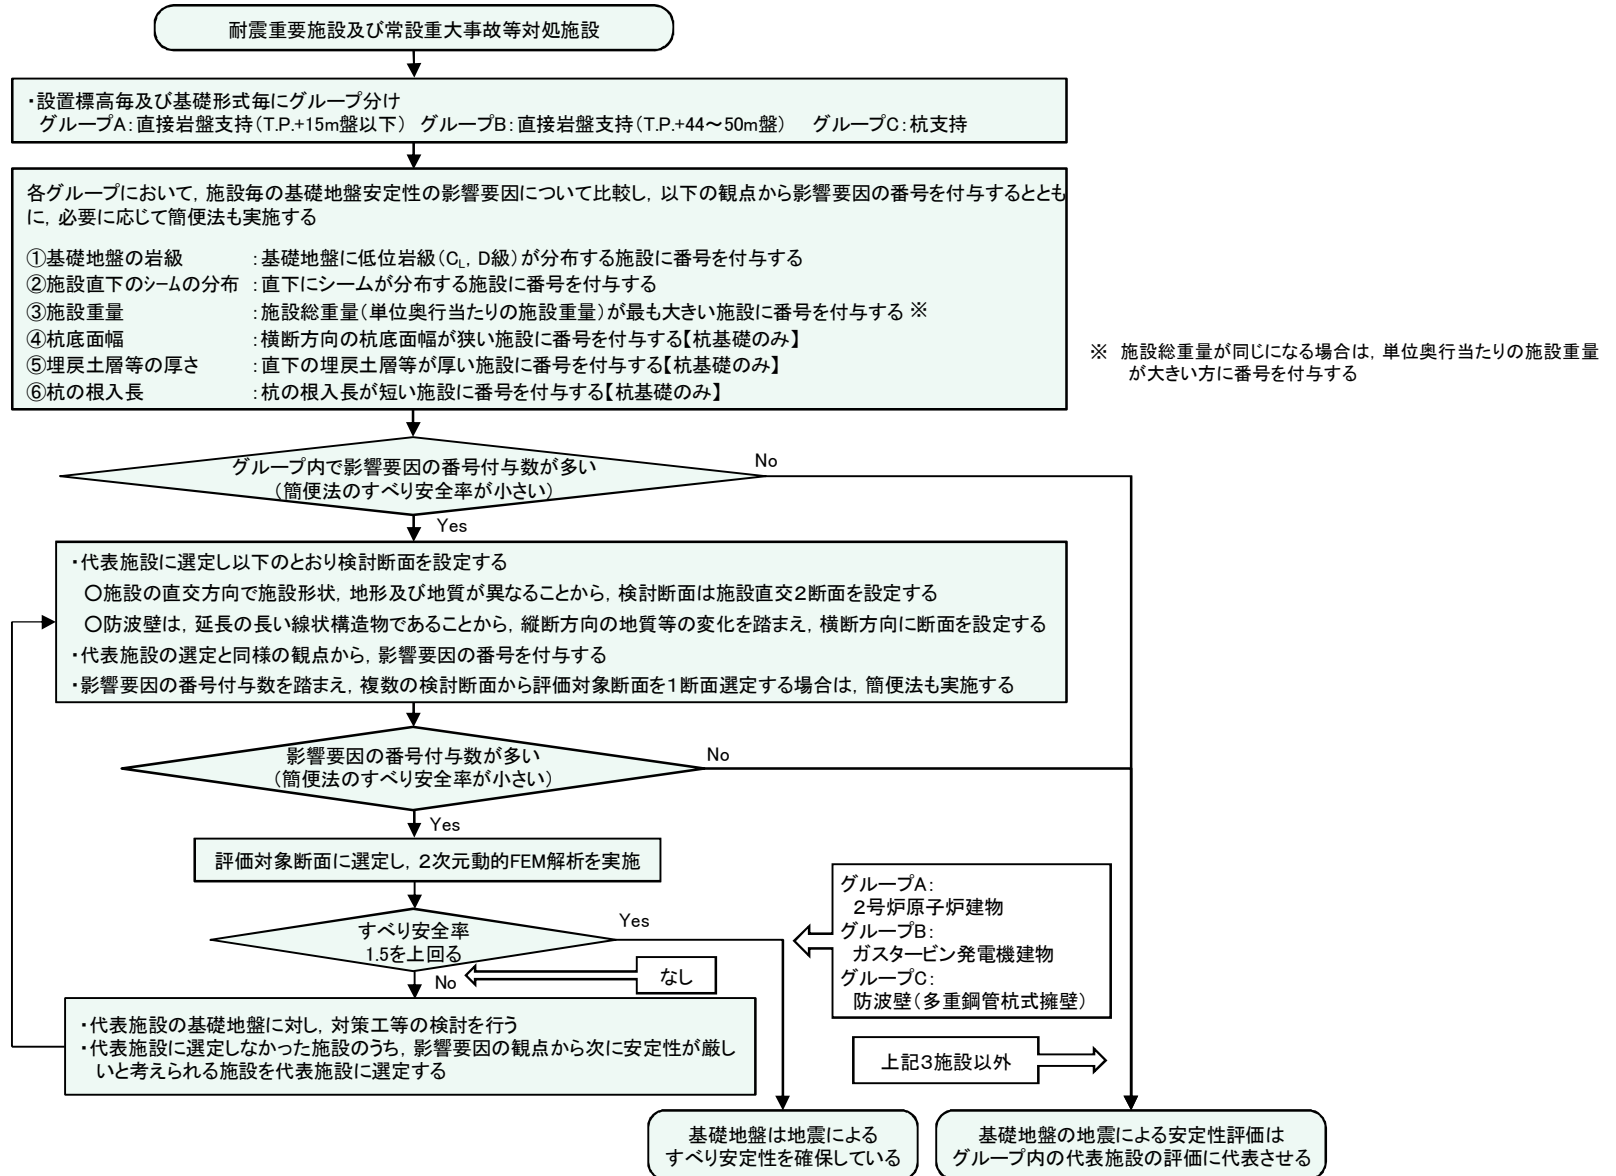 耐震重要施設及び常設重大事故等対処施設
・設置標高毎及び基礎形式毎にグループ分け
グループA：直接岩盤支持（T.P.+15m盤以下） グループB：直接岩盤支持（T.P.+44～50m盤） グループC：杭支持
各グループにおいて，施設毎の基礎地盤安定性の影響要因について比較し，以下の観点から影響要因の番号を付与するととも
に，必要に応じて簡便法も実施する
①基礎地盤の岩級 ：基礎地盤に低位岩級（CL，D級）が分布する施設に番号を付与する
②施設直下のシームの分布 ：直下にシームが分布する施設に番号を付与する
③施設重量 ：施設総重量（単位奥行当たりの施設重量）が最も大きい施設に番号を付与する※
④杭底面幅 ：横断方向の杭底面幅が狭い施設に番号を付与する【杭基礎のみ】
⑤埋戻土層等の厚さ ：直下の埋戻土層等が厚い施設に番号を付与する【杭基礎のみ】
⑥杭の根入長 ：杭の根入長が短い施設に番号を付与する【杭基礎のみ】
※ 施設総重量が同じになる場合は，単位奥行当たりの施設重量
が大きい方に番号を付与する
グループ内で影響要因の番号付与数が多い
（簡便法のすべり安全率が小さい）
No
Yes
・代表施設に選定し以下のとおり検討断面を設定する
○施設の直交方向で施設形状，地形及び地質が異なることから，検討断面は施設直交２断面を設定する
○防波壁は，延長の長い線状構造物であることから，縦断方向の地質等の変化を踏まえ，横断方向に断面を設定する
・代表施設の選定と同様の観点から，影響要因の番号を付与する
・影響要因の番号付与数を踏まえ，複数の検討断面から評価対象断面を１断面選定する場合は，簡便法も実施する
影響要因の番号付与数が多い
（簡便法のすべり安全率が小さい）
No
Yes
評価対象断面に選定し，２次元動的FEM解析を実施
すべり安全率
1.5を上回る
Yes
No
なし
グループA：
２号炉原子炉建物
グループB：
ガスタービン発電機建物
グループC：
防波壁（多重鋼管杭式擁壁）
・代表施設の基礎地盤に対し，対策工等の検討を行う
・代表施設に選定しなかった施設のうち，影響要因の観点から次に安定性が厳し
いと考えられる施設を代表施設に選定する
上記３施設以外
基礎地盤は地震による
すべり安定性を確保している
基礎地盤の地震による安定性評価は
グループ内の代表施設の評価に代表させる